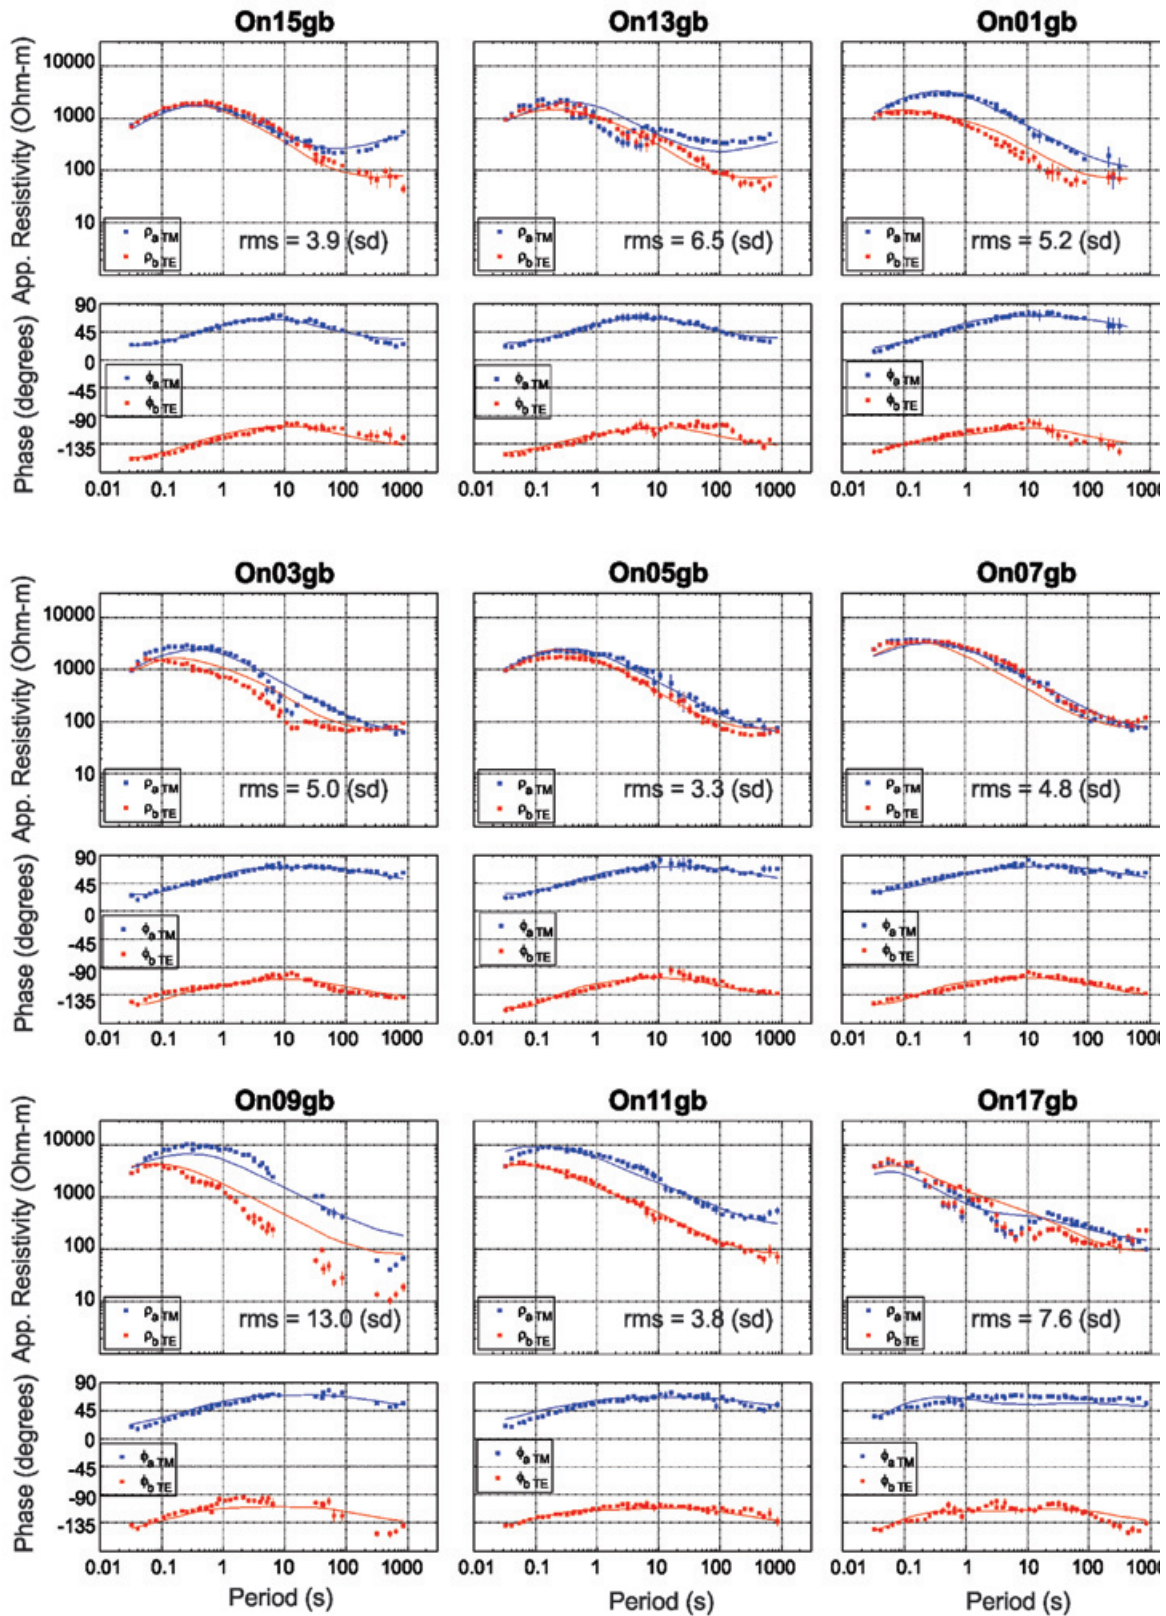 On15gb On13gb On01gb
App. Resistivity (Ohm-m)
10000
1000
100
10
ρa TM
ρb TE
rms = 3.9 (sd)
ρa TM
ρb TE
rms = 6.5 (sd)
ρa TM
ρb TE
rms = 5.2 (sd)
Phase (degrees)
90
45
0
-45
-90
-135
ϕa TM
ϕb TE
ϕa TM
ϕb TE
ϕa TM
ϕb TE
0.01 0.1 1 10 100 1000 0.1 1 10 100 1000 0.01 0.1 1 10 100
On03gb On05gb On07gb
App. Resistivity (Ohm-m)
10000
1000
100
10
ρa TM
ρb TE
rms = 5.0 (sd)
ρa TM
ρb TE
rms = 3.3 (sd)
ρa TM
ρb TE
rms = 4.8 (sd)
Phase (degrees)
90
45
0
-45
-90
-135
ϕa TM
ϕb TE
ϕa TM
ϕb TE
ϕa TM
ϕb TE
0.01 0.1 1 10 100 1000 0.1 1 10 100 1000 0.01 0.1 1 10 100
On09gb On11gb On17gb
App. Resistivity (Ohm-m)
10000
1000
100
10
ρa TM
ρb TE
rms = 13.0 (sd)
ρa TM
ρb TE
rms = 3.8 (sd)
ρa TM
ρb TE
rms = 7.6 (sd)
Phase (degrees)
90
45
0
-45
-90
-135
ϕa TM
ϕb TE
ϕa TM
ϕb TE
ϕa TM
ϕb TE
0.01 0.1 1 10 100 1000 0.1 1 10 100 1000 0.01 0.1 1 10 100
Period (s) Period (s) Period (s)